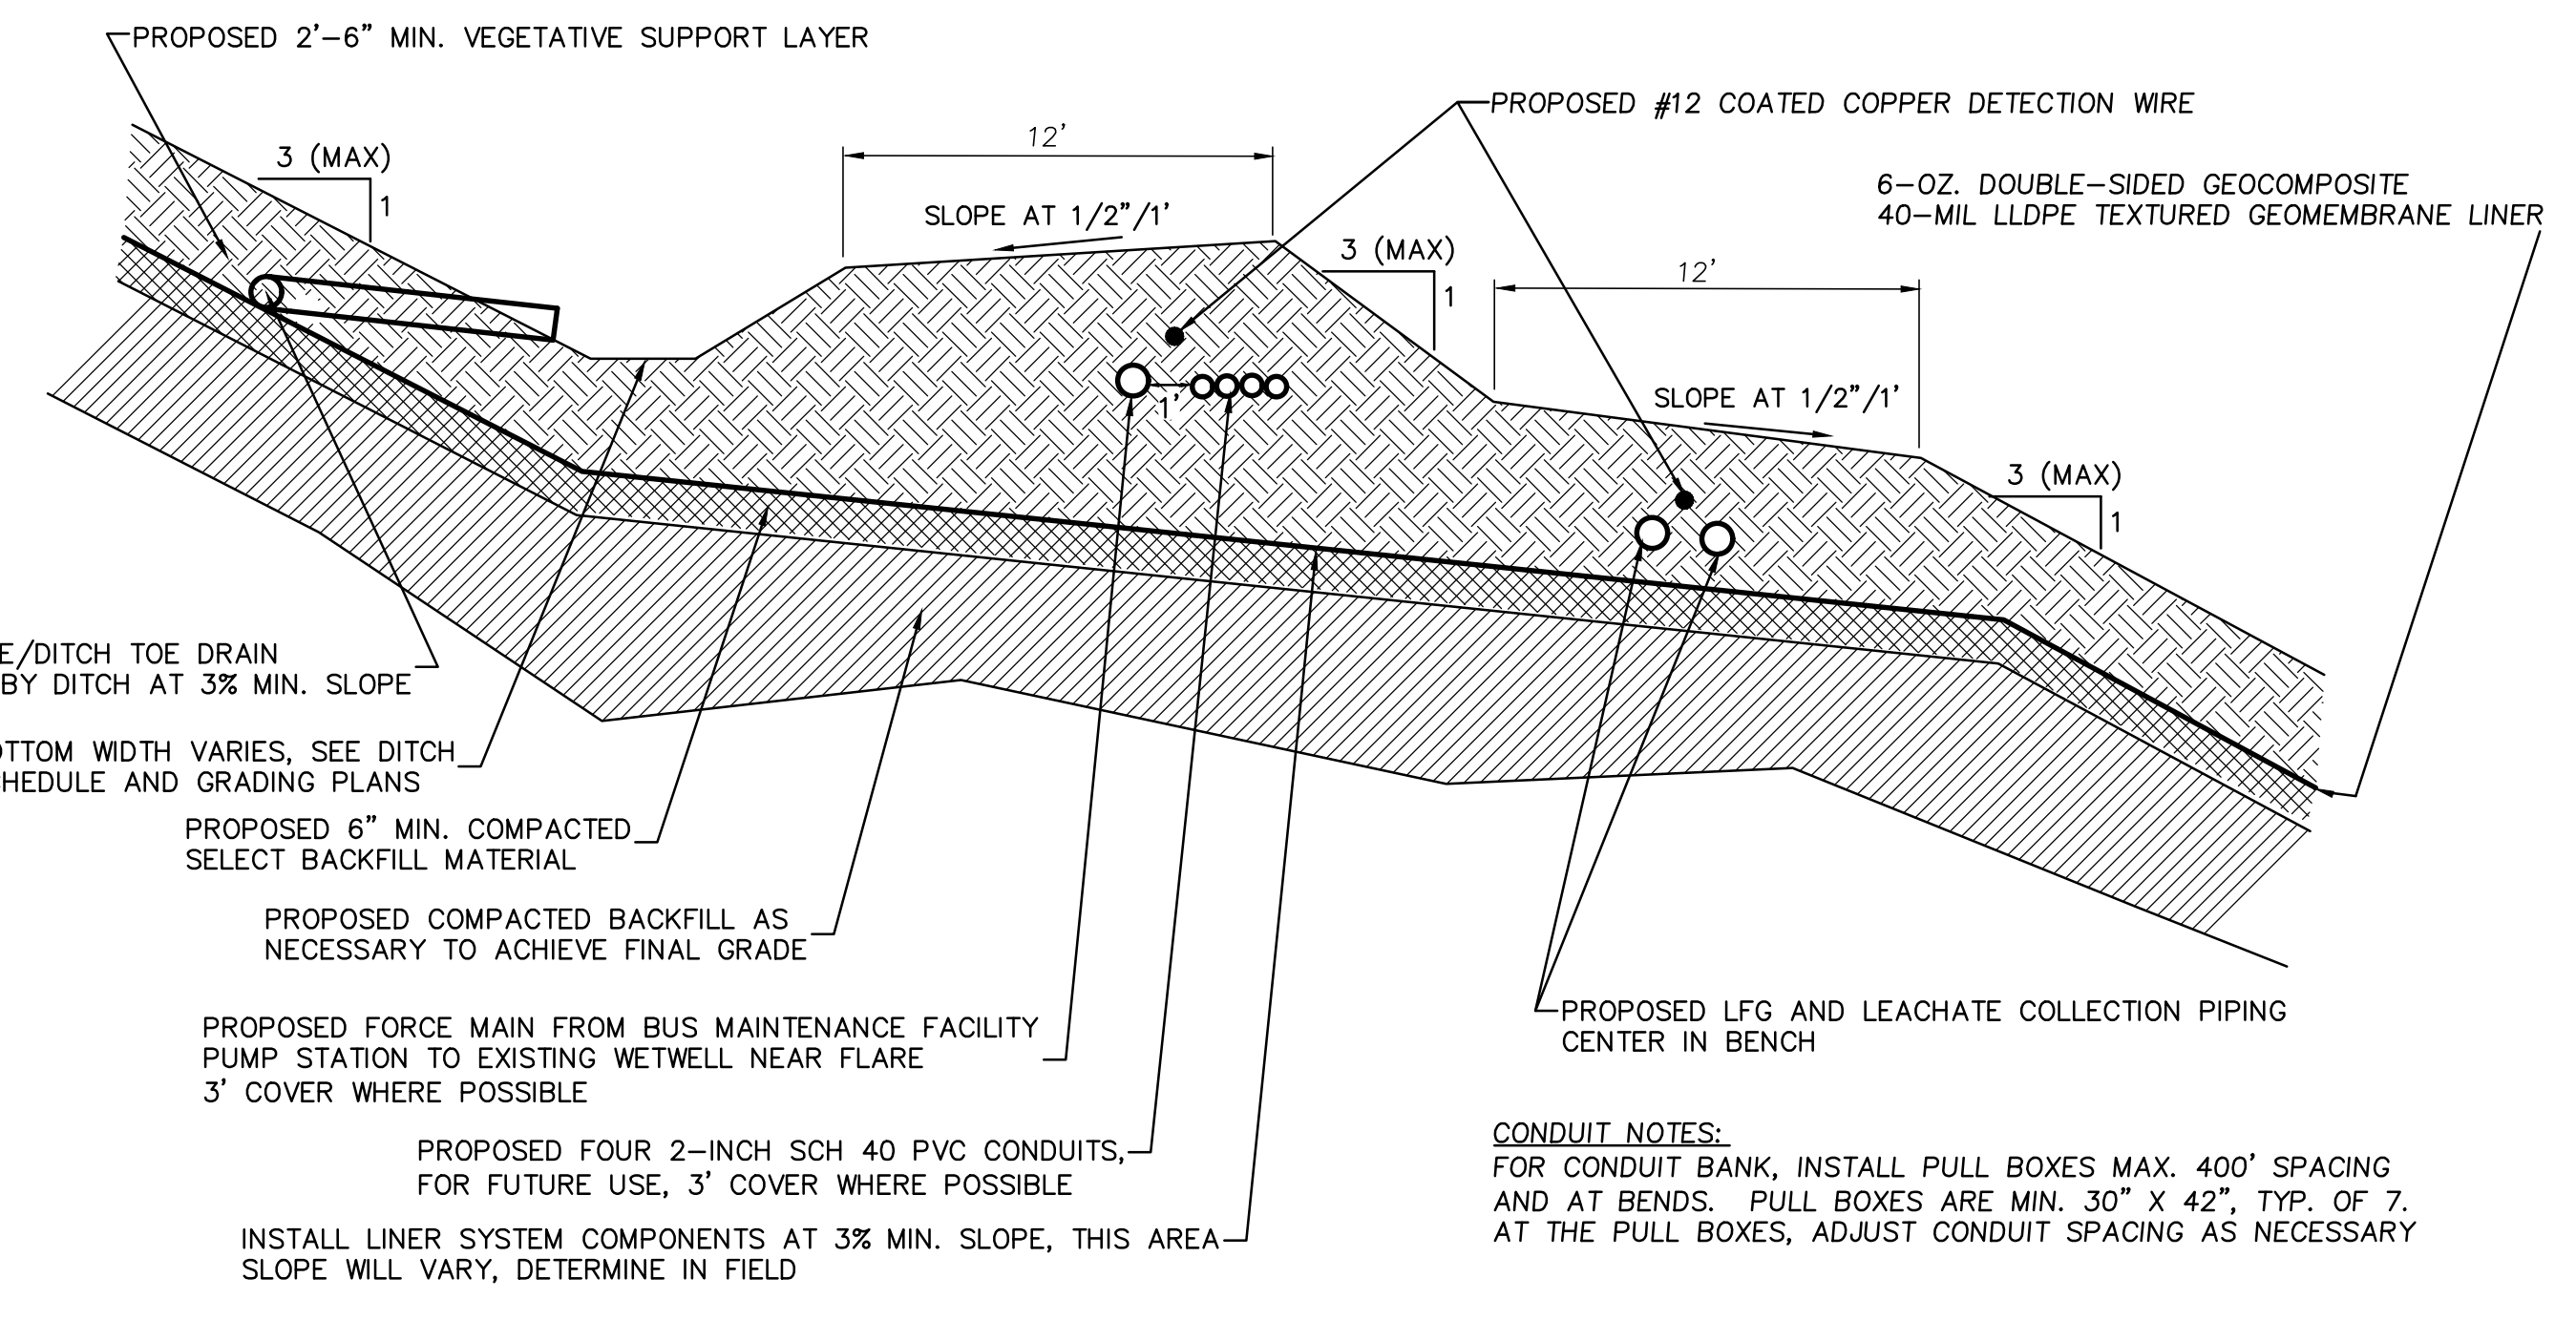 PROPOSED 2'-6" MIN. VEGETATIVE SUPPORT LAYER
PROPOSED #12 COATED COPPER DETECTION WIRE
6-OZ. DOUBLE-SIDED GEOCOMPOSITE
40-MIL LLDPE TEXTURED GEOMEMBRANE LINER
3 (MAX)
1
12'
SLOPE AT 1/2"/1'
3 (MAX)
1
12'
SLOPE AT 1/2"/1'
3 (MAX)
1
1'
E/DITCH TOE DRAIN
BY DITCH AT 3% MIN. SLOPE
OTTOM WIDTH VARIES, SEE DITCH
HEDULE AND GRADING PLANS
PROPOSED 6" MIN. COMPACTED
SELECT BACKFILL MATERIAL
PROPOSED COMPACTED BACKFILL AS
NECESSARY TO ACHIEVE FINAL GRADE
PROPOSED FORCE MAIN FROM BUS MAINTENANCE FACILITY
PUMP STATION TO EXISTING WETWELL NEAR FLARE
3' COVER WHERE POSSIBLE
PROPOSED FOUR 2-INCH SCH 40 PVC CONDUITS,
FOR FUTURE USE, 3' COVER WHERE POSSIBLE
INSTALL LINER SYSTEM COMPONENTS AT 3% MIN. SLOPE, THIS AREA
SLOPE WILL VARY, DETERMINE IN FIELD
PROPOSED LFG AND LEACHATE COLLECTION PIPING
CENTER IN BENCH
CONDUIT NOTES:
FOR CONDUIT BANK, INSTALL PULL BOXES MAX. 400' SPACING
AND AT BENDS. PULL BOXES ARE MIN. 30" X 42", TYP. OF 7.
AT THE PULL BOXES, ADJUST CONDUIT SPACING AS NECESSARY